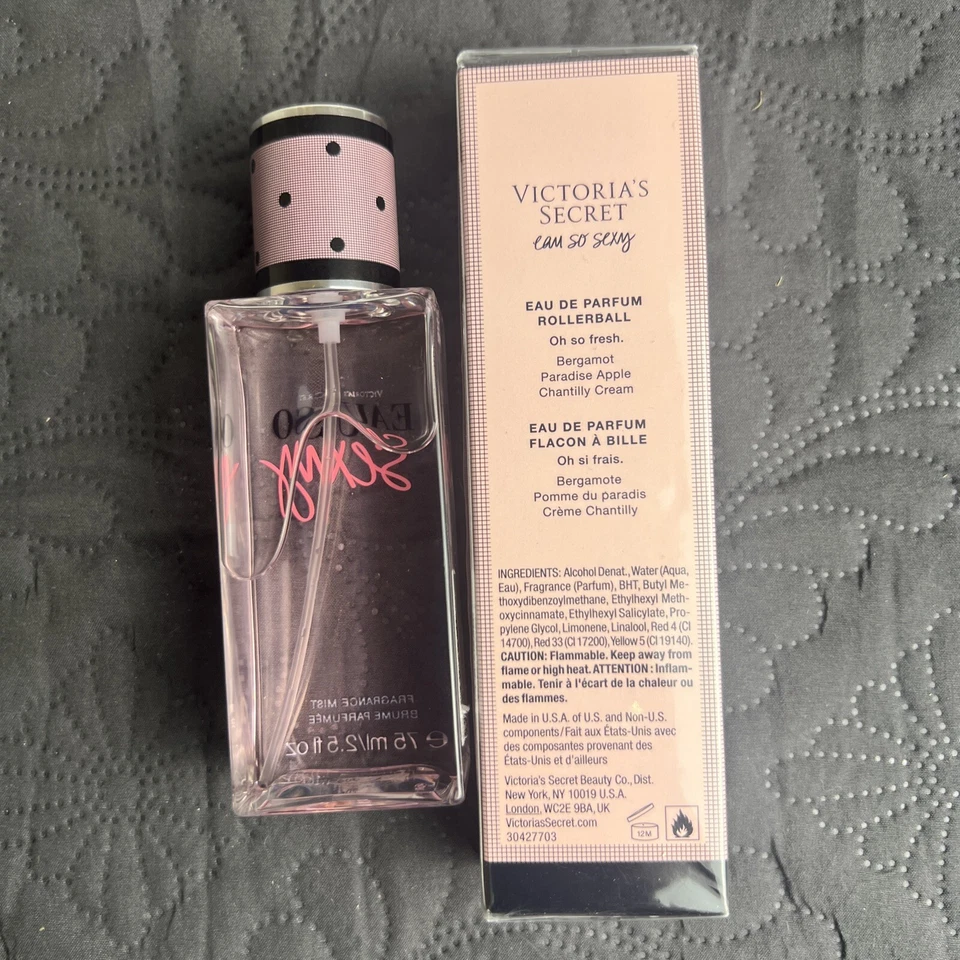 VICTORIA'S
EAU SO
Sexy
FRAGRANCE MIST
BRUME PARFUMÉE
e 75 ml/2.5 fl oz
VICTORIA'S
SECRET
eau so sexy
EAU DE PARFUM
ROLLERBALL
Oh so fresh.
Bergamot
Paradise Apple
Chantilly Cream
EAU DE PARFUM
FLACON À BILLE
Oh si frais.
Bergamote
Pomme du paradis
Crème Chantilly
INGREDIENTS: Alcohol Denat., Water (Aqua,
Eau), Fragrance (Parfum), BHT, Butyl Me-
thoxydibenzoylmethane, Ethylhexyl Meth-
oxycinnamate, Ethylhexyl Salicylate, Pro-
pylene Glycol, Limonene, Linalool, Red 4 (CI
14700), Red 33 (CI 17200), Yellow 5 (CI 19140).
CAUTION: Flammable. Keep away from
flame or high heat. ATTENTION : Inflam-
mable. Tenir à l'écart de la chaleur ou
des flammes.
Made in U.S.A. of U.S. and Non-U.S.
components/Fait aux États-Unis avec
des composantes provenant des
États-Unis et d'ailleurs
Victoria's Secret Beauty Co., Dist.
New York, NY 10019 U.S.A.
London, WC2E 9BA, UK
VictoriasSecret.com
30427703
12M